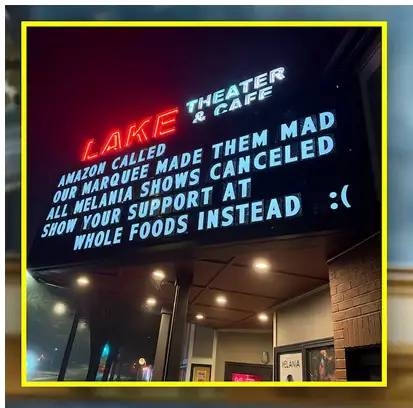 LAKE THEATER
& CAFE
AMAZON CALLED
OUR MARQUEE MADE THEM MAD
ALL MELANIA SHOWS CANCELED
SHOW YOUR SUPPORT AT
WHOLE FOODS INSTEAD :(
MELANIA